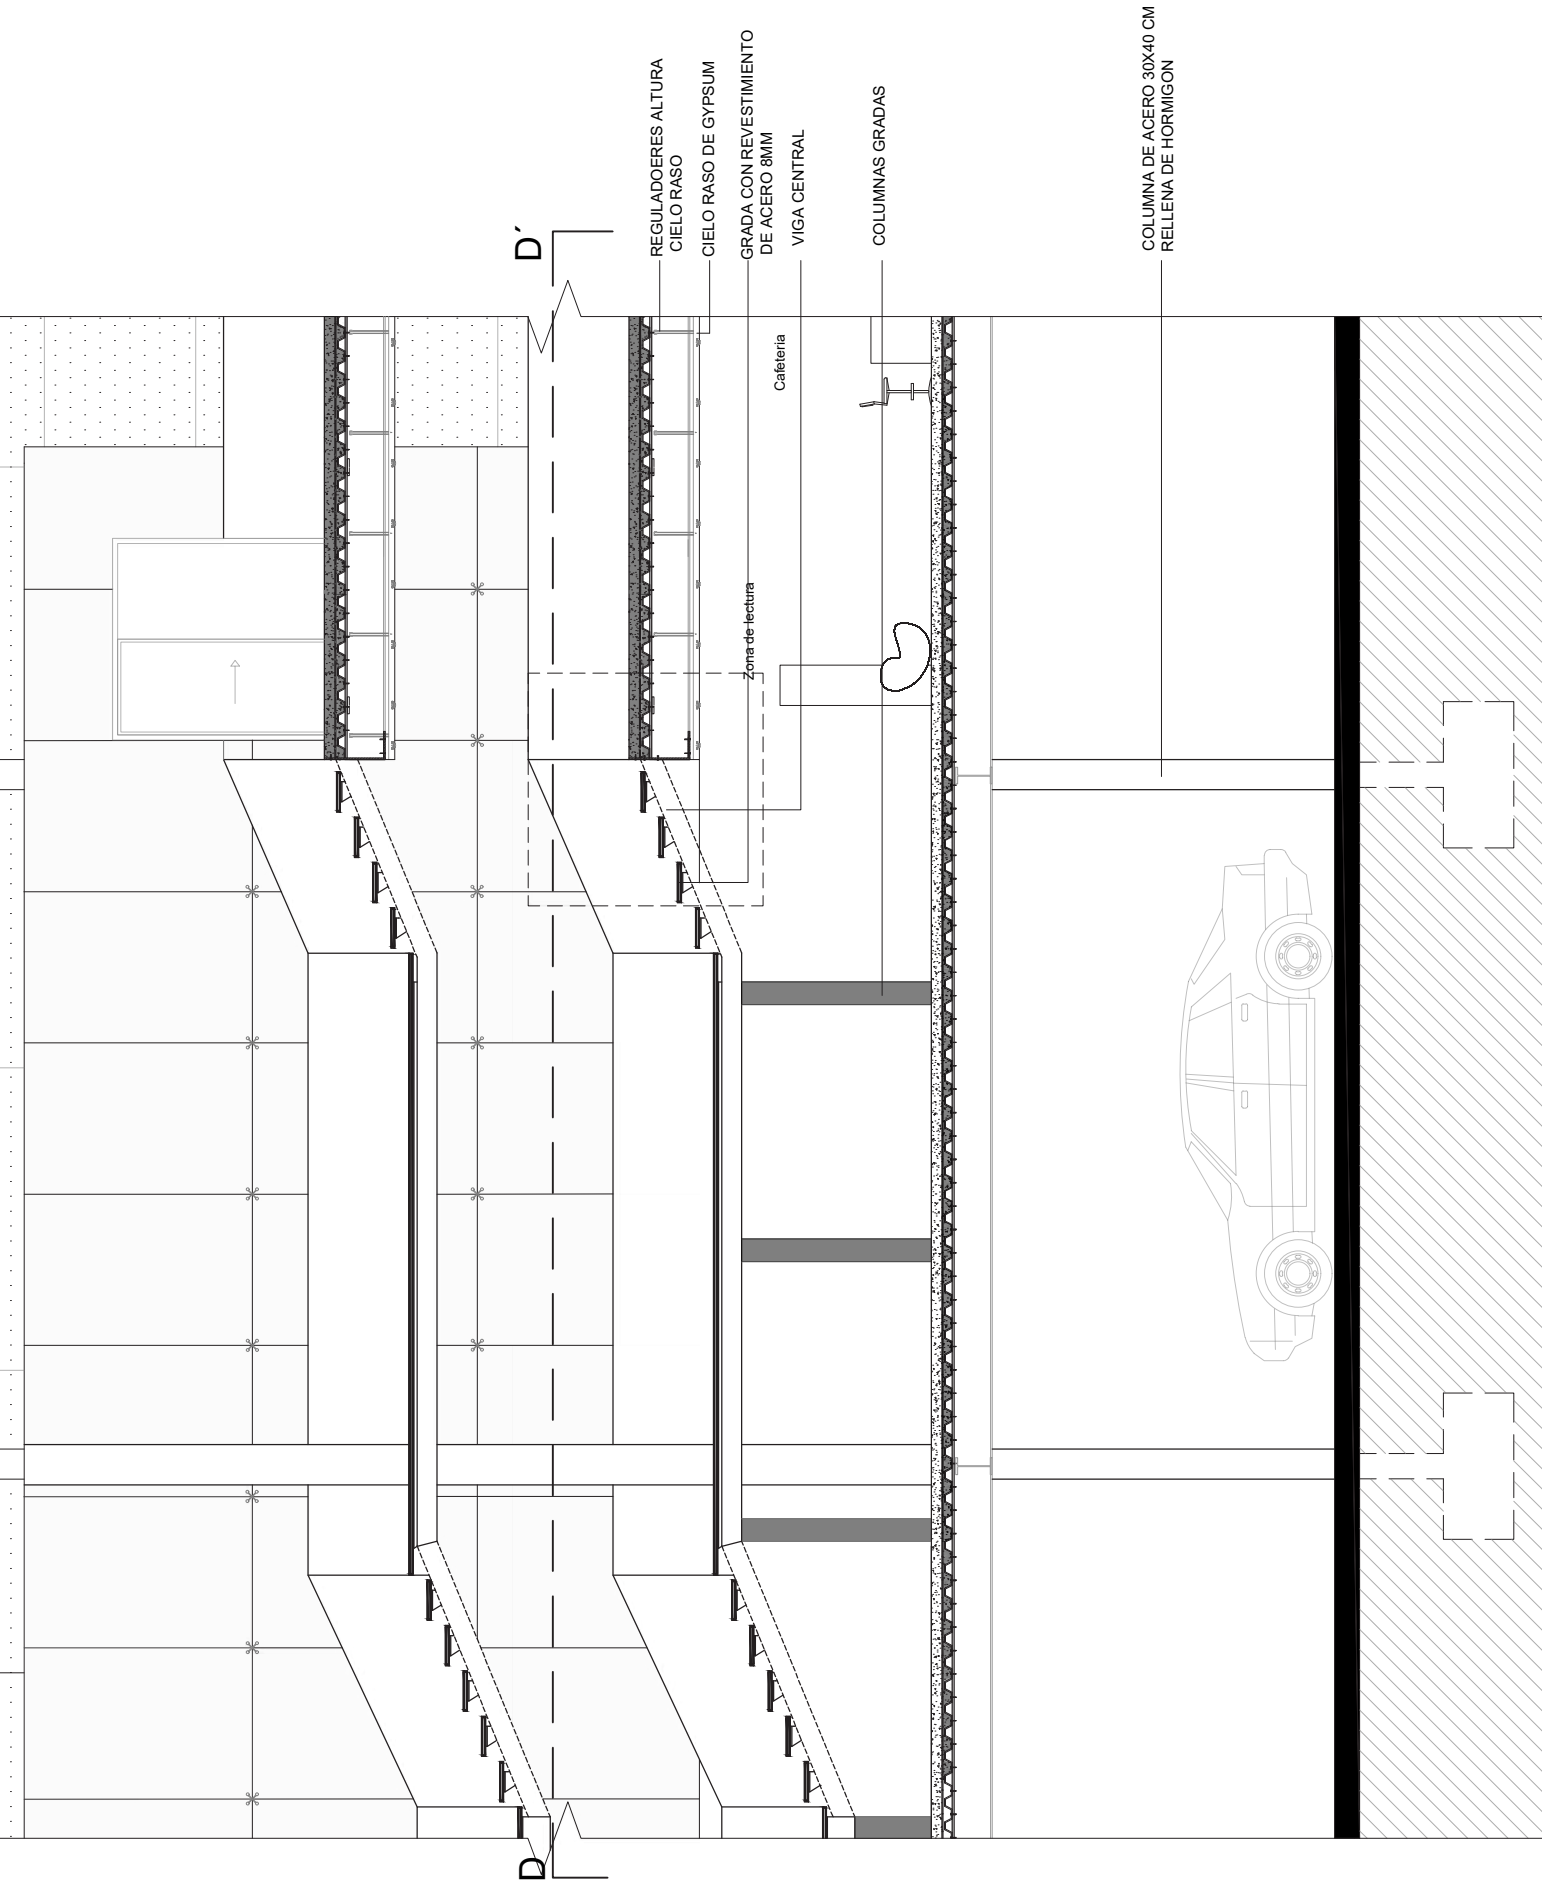 D´
REGULADOERES ALTURA
CIELO RASO
CIELO RASO DE GYPSUM
GRADA CON REVESTIMIENTO
DE ACERO 8MM
VIGA CENTRAL
COLUMNAS GRADAS
COLUMNA DE ACERO 30X40 CM
RELLENA DE HORMIGON
Cafeteria
Zona de lectura
D